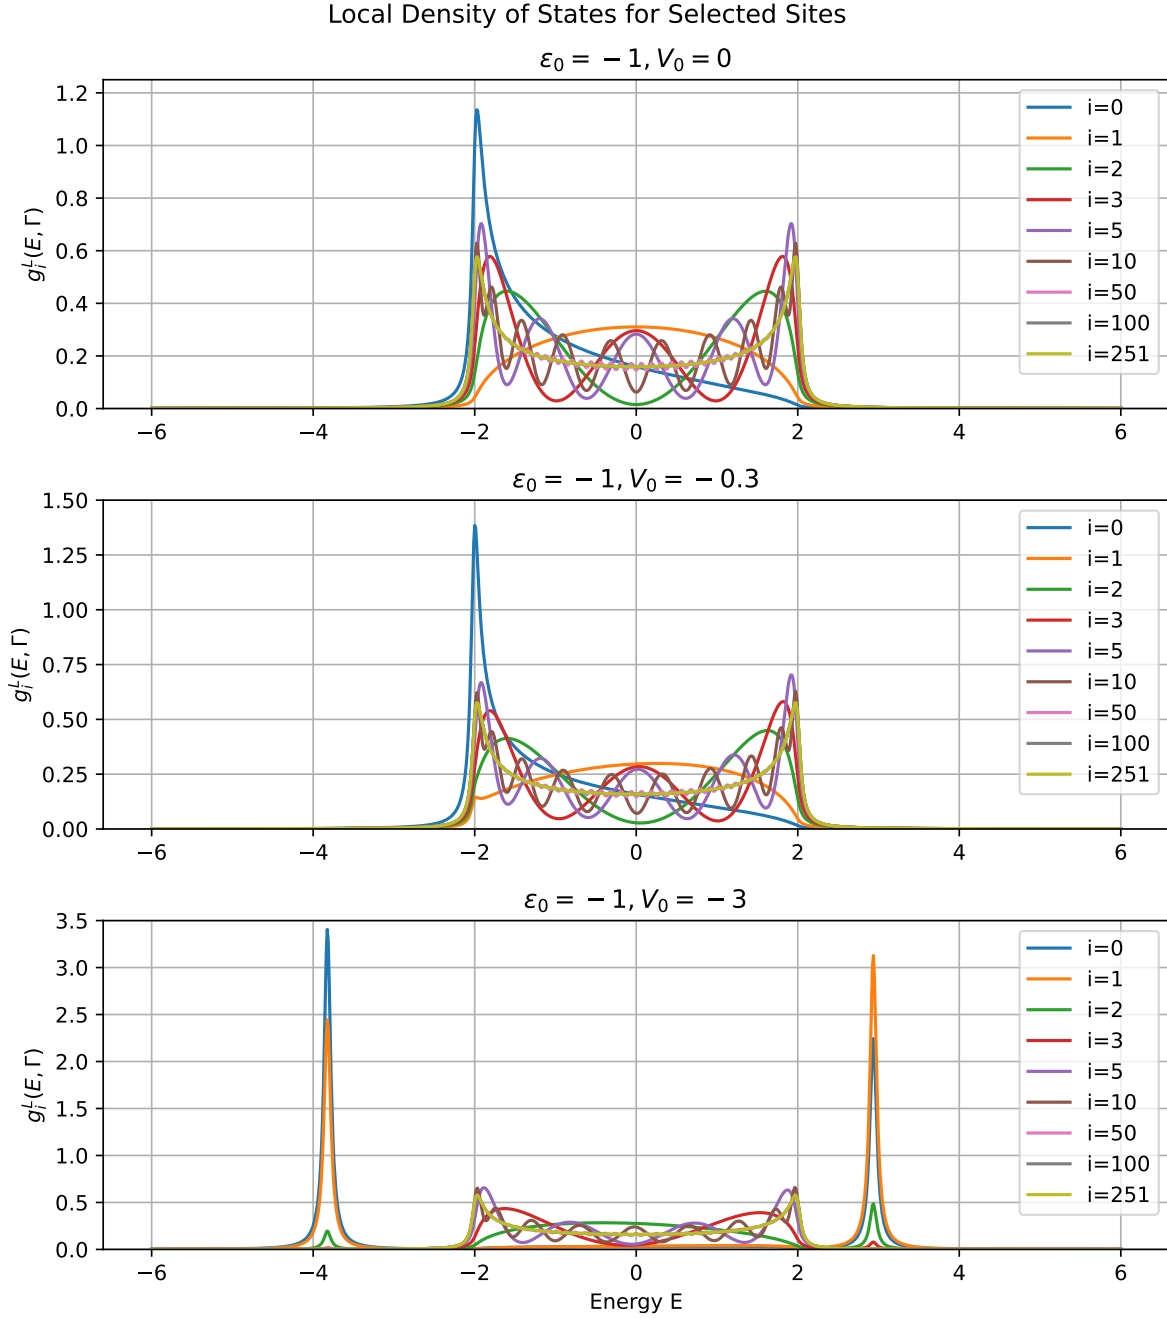 Local Density of States for Selected Sites
ε₀ = − 1, V₀ = 0
1.2
1.0
0.8
0.6
0.4
0.2
0.0
gᵢᴸ(E, Γ)
i=0
i=1
i=2
i=3
i=5
i=10
i=50
i=100
i=251
−6 −4 −2 0 2 4 6
ε₀ = − 1, V₀ = − 0.3
1.50
1.25
1.00
0.75
0.50
0.25
0.00
gᵢᴸ(E, Γ)
i=0
i=1
i=2
i=3
i=5
i=10
i=50
i=100
i=251
−6 −4 −2 0 2 4 6
ε₀ = − 1, V₀ = − 3
3.5
3.0
2.5
2.0
1.5
1.0
0.5
0.0
gᵢᴸ(E, Γ)
i=0
i=1
i=2
i=3
i=5
i=10
i=50
i=100
i=251
−6 −4 −2 0 2 4 6
Energy E